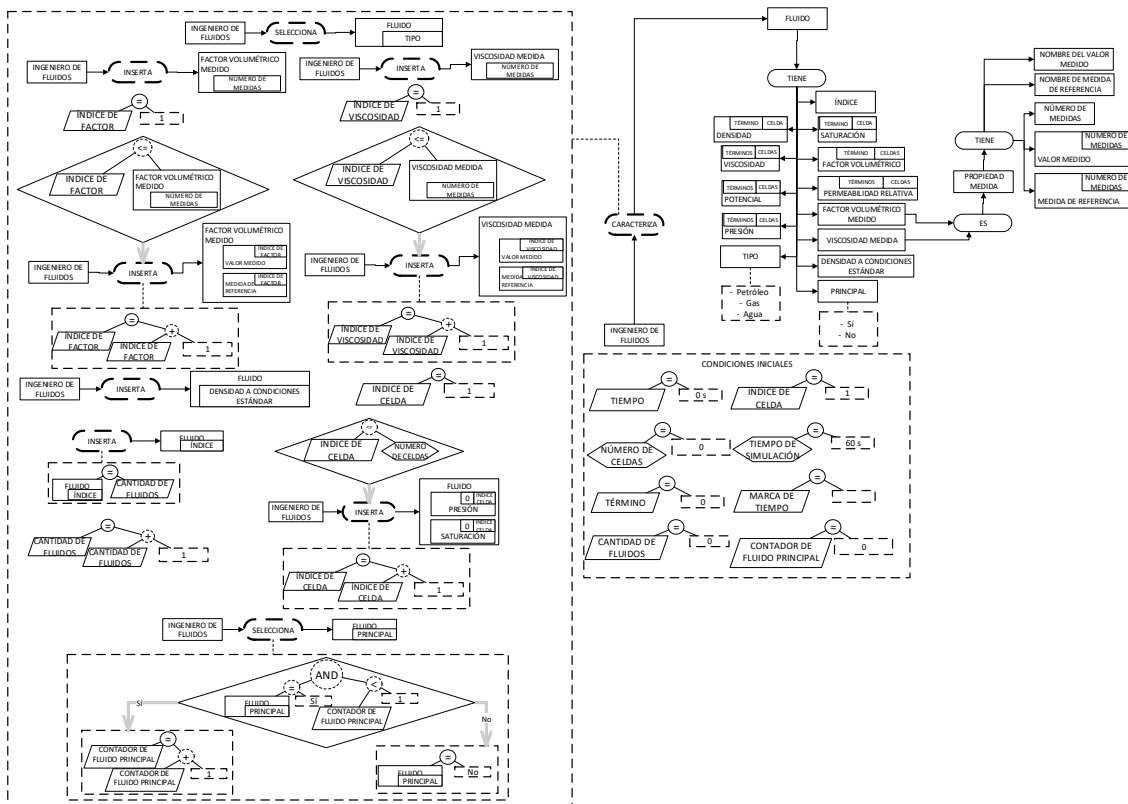 INGENIERO DE
FLUIDOS
SELECCIONA
FLUIDO
TIPO
INGENIERO DE
FLUIDOS
INSERTA
FACTOR VOLUMÉTRICO
MEDIDO
NÚMERO DE
MEDIDAS
INGENIERO DE
FLUIDOS
INSERTA
VISCOSIDAD MEDIDA
NÚMERO DE
MEDIDAS
=
ÍNDICE DE
FACTOR
1
=
ÍNDICE DE
VISCOSIDAD
1
<=
ÍNDICE DE
FACTOR
FACTOR VOLUMÉTRICO
MEDIDO
NÚMERO DE
MEDIDAS
<=
ÍNDICE DE
VISCOSIDAD
VISCOSIDAD MEDIDA
NÚMERO DE
MEDIDAS
INGENIERO DE
FLUIDOS
INSERTA
FACTOR VOLUMÉTRICO
MEDIDO
ÍNDICE DE
FACTOR
VALOR MEDIDO
ÍNDICE DE
FACTOR
MEDIDA DE
REFERENCIA
INGENIERO DE
FLUIDOS
INSERTA
VISCOSIDAD MEDIDA
ÍNDICE DE
VISCOSIDAD
VALOR MEDIDO
ÍNDICE DE
VISCOSIDAD
MEDIDA
REFERENCIA
=
ÍNDICE DE
FACTOR
+
ÍNDICE DE
FACTOR
1
=
ÍNDICE DE
VISCOSIDAD
+
ÍNDICE DE
VISCOSIDAD
1
INGENIERO DE
FLUIDOS
INSERTA
FLUIDO
DENSIDAD A CONDICIONES
ESTÁNDAR
=
ÍNDICE DE
CELDA
1
INSERTA
FLUIDO
ÍNDICE
=
FLUIDO
ÍNDICE
CANTIDAD DE
FLUIDOS
<=
ÍNDICE DE
CELDA
NÚMERO
DE CELDAS
=
CANTIDAD DE
FLUIDOS
+
CANTIDAD DE
FLUIDOS
1
INGENIERO DE
FLUIDOS
INSERTA
FLUIDO
0
ÍNDICE
CELDA
PRESIÓN
0
ÍNDICE
CELDA
SATURACIÓN
=
ÍNDICE DE
CELDA
+
ÍNDICE DE
CELDA
1
INGENIERO DE
FLUIDOS
SELECCIONA
FLUIDO
PRINCIPAL
AND
=
FLUIDO
PRINCIPAL
Sí
<
CONTADOR DE
FLUIDO PRINCIPAL
1
Sí
No
=
CONTADOR DE
FLUIDO PRINCIPAL
+
CONTADOR DE
FLUIDO PRINCIPAL
1
=
FLUIDO
PRINCIPAL
No
FLUIDO
TIENE
ÍNDICE
TÉRMINO CELDA
DENSIDAD
TÉRMINO CELDA
SATURACIÓN
TÉRMINOS CELDAS
VISCOSIDAD
TÉRMINO CELDAS
FACTOR VOLUMÉTRICO
TÉRMINOS CELDAS
POTENCIAL
TÉRMINOS CELDAS
PERMEABILIDAD RELATIVA
TÉRMINOS CELDAS
PRESIÓN
FACTOR VOLUMÉTRICO
MEDIDO
VISCOSIDAD MEDIDA
TIPO
- Petróleo
- Gas
- Agua
DENSIDAD A CONDICIONES
ESTÁNDAR
PRINCIPAL
- Sí
- No
CARACTERIZA
INGENIERO DE
FLUIDOS
ES
PROPIEDAD
MEDIDA
TIENE
NOMBRE DEL VALOR
MEDIDO
NOMBRE DE MEDIDA
DE REFERENCIA
NÚMERO DE
MEDIDAS
NÚMERO DE
MEDIDAS
VALOR MEDIDO
NÚMERO DE
MEDIDAS
MEDIDA DE REFERENCIA
CONDICIONES INICIALES
=
TIEMPO
0 s
=
ÍNDICE DE
CELDA
1
=
NÚMERO DE
CELDAS
0
=
TIEMPO DE
SIMULACIÓN
60 s
=
TÉRMINO
0
=
MARCA DE
TIEMPO
=
CANTIDAD DE
FLUIDOS
0
=
CONTADOR DE
FLUIDO PRINCIPAL
0